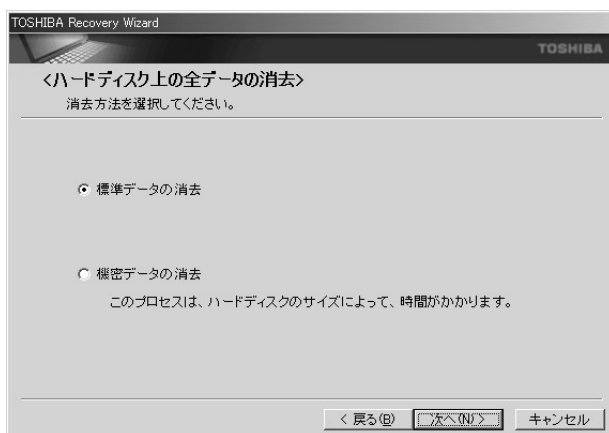 TOSHIBA Recovery Wizard
TOSHIBA
<ハードディスク上の全データの消去>
消去方法を選択してください。
標準データの消去
機密データの消去
このプロセスは、ハードディスクのサイズによって、時間がかかります。
< 戻る(B) 次へ(N) > キャンセル